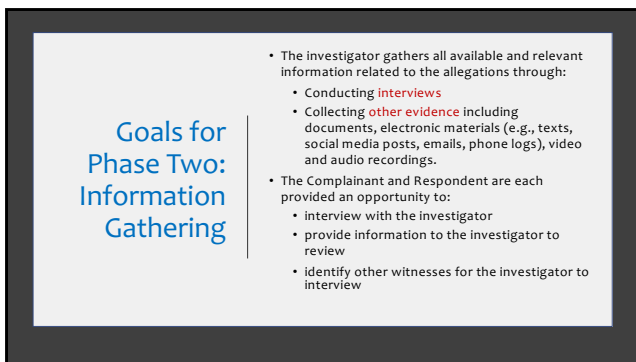 Goals for
Phase Two:
Information
Gathering
• The investigator gathers all available and relevant
information related to the allegations through:
• Conducting interviews
• Collecting other evidence including
documents, electronic materials (e.g., texts,
social media posts, emails, phone logs), video
and audio recordings.
• The Complainant and Respondent are each
provided an opportunity to:
• interview with the investigator
• provide information to the investigator to
review
• identify other witnesses for the investigator to
interview